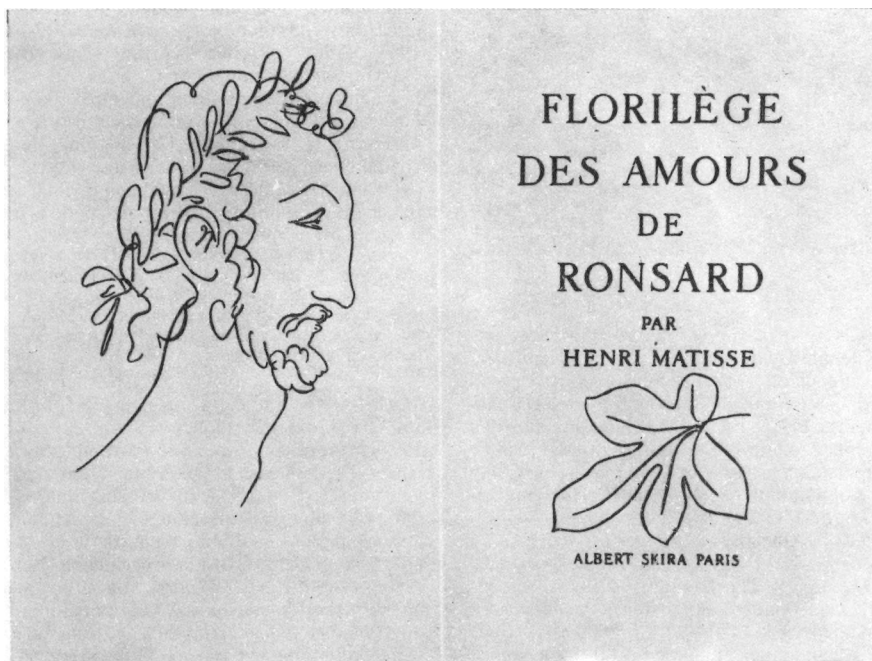 FLORILÈGE
DES AMOURS
DE
RONSARD
PAR
HENRI MATISSE
ALBERT SKIRA PARIS